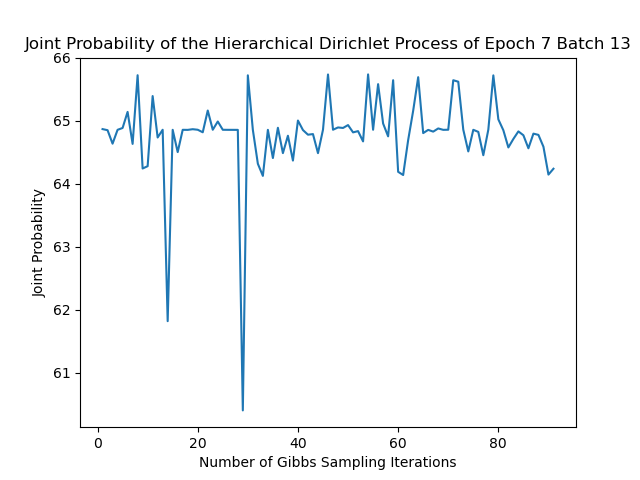 Joint Probability of the Hierarchical Dirichlet Process of Epoch 7 Batch 13
66
65
64
63
62
61
Joint Probability
0 20 40 60 80
Number of Gibbs Sampling Iterations